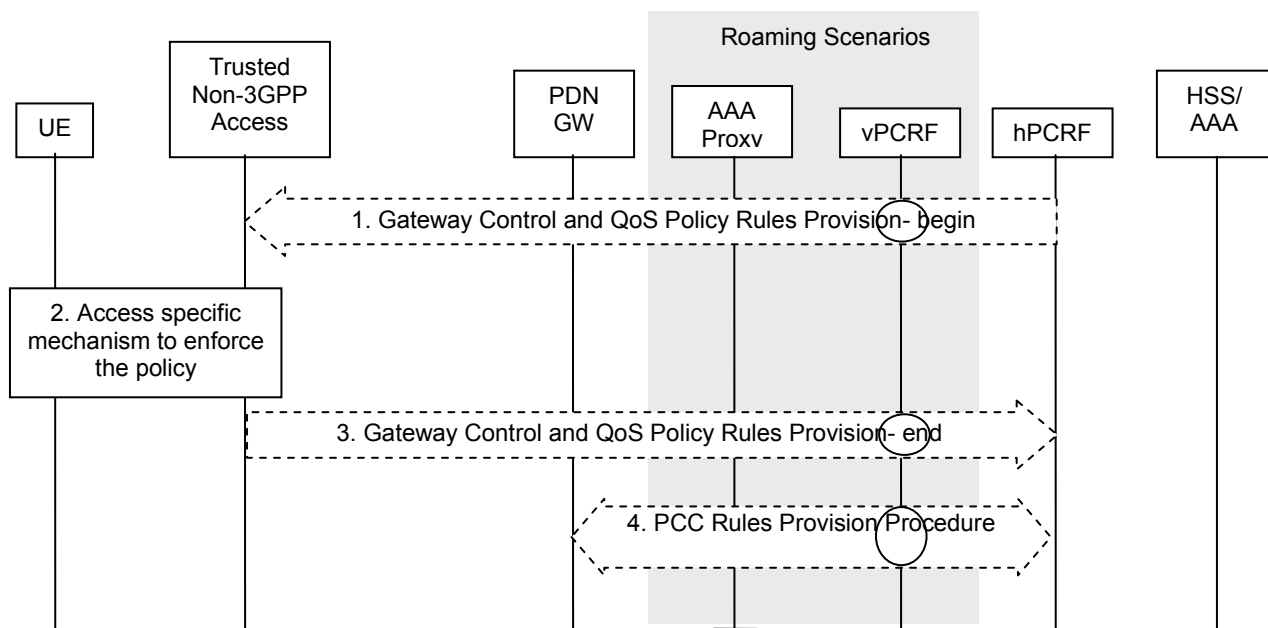 Roaming Scenarios
UE
Trusted
Non-3GPP
Access
PDN
GW
AAA
Proxv
vPCRF
hPCRF
HSS/
AAA
1. Gateway Control and QoS Policy Rules Provision- begin
2. Access specific
mechanism to enforce
the policy
3. Gateway Control and QoS Policy Rules Provision- end
4. PCC Rules Provision Procedure